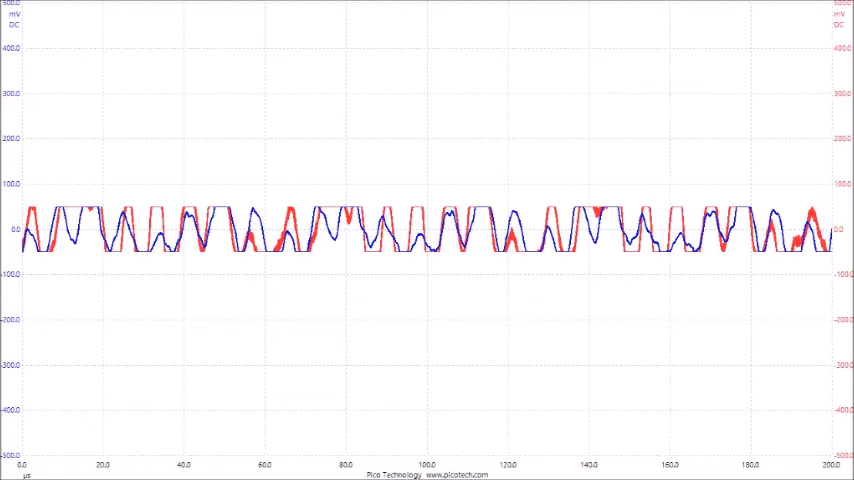 500.0 500.0
mV mV
DC DC
400.0 400.0
300.0 300.0
200.0 200.0
100.0 100.0
0.0 0.0
-100.0 -100.0
-200.0 -200.0
-300.0 -300.0
-400.0 -400.0
-500.0 -500.0
0.0 20.0 40.0 60.0 80.0 100.0 120.0 140.0 160.0 180.0 200.0
µs Pico Technology www.picotech.com